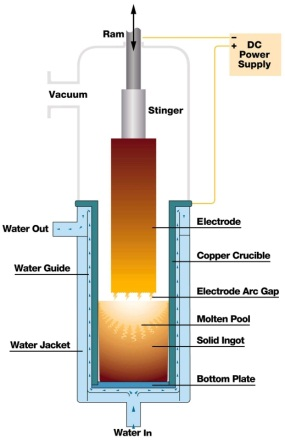 Ram
−
+ DC
Power
Supply
Vacuum
Stinger
Electrode
Water Out
Copper Crucible
Water Guide
Electrode Arc Gap
Molten Pool
Water Jacket
Solid Ingot
Bottom Plate
Water In